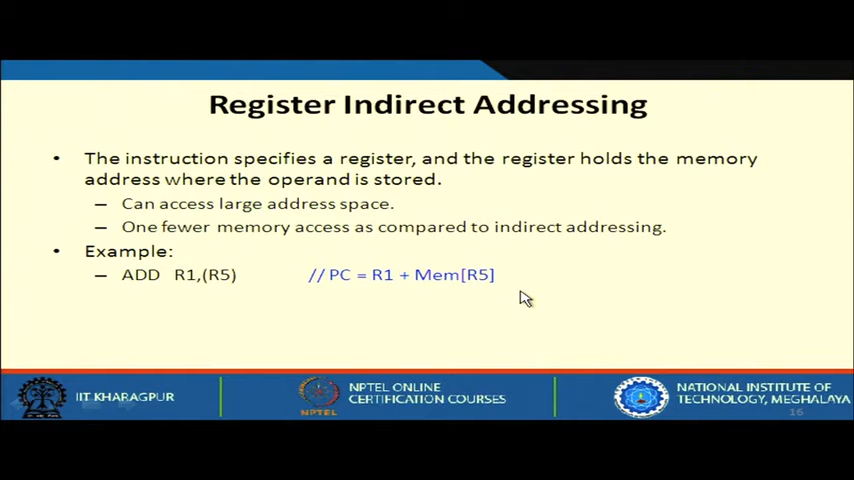 Register Indirect Addressing
• The instruction specifies a register, and the register holds the memory
address where the operand is stored.
– Can access large address space.
– One fewer memory access as compared to indirect addressing.
• Example:
– ADD R1,(R5) // PC = R1 + Mem[R5]
IIT KHARAGPUR
NPTEL
NPTEL ONLINE
CERTIFICATION COURSES
NATIONAL INSTITUTE OF
TECHNOLOGY, MEGHALAYA
16